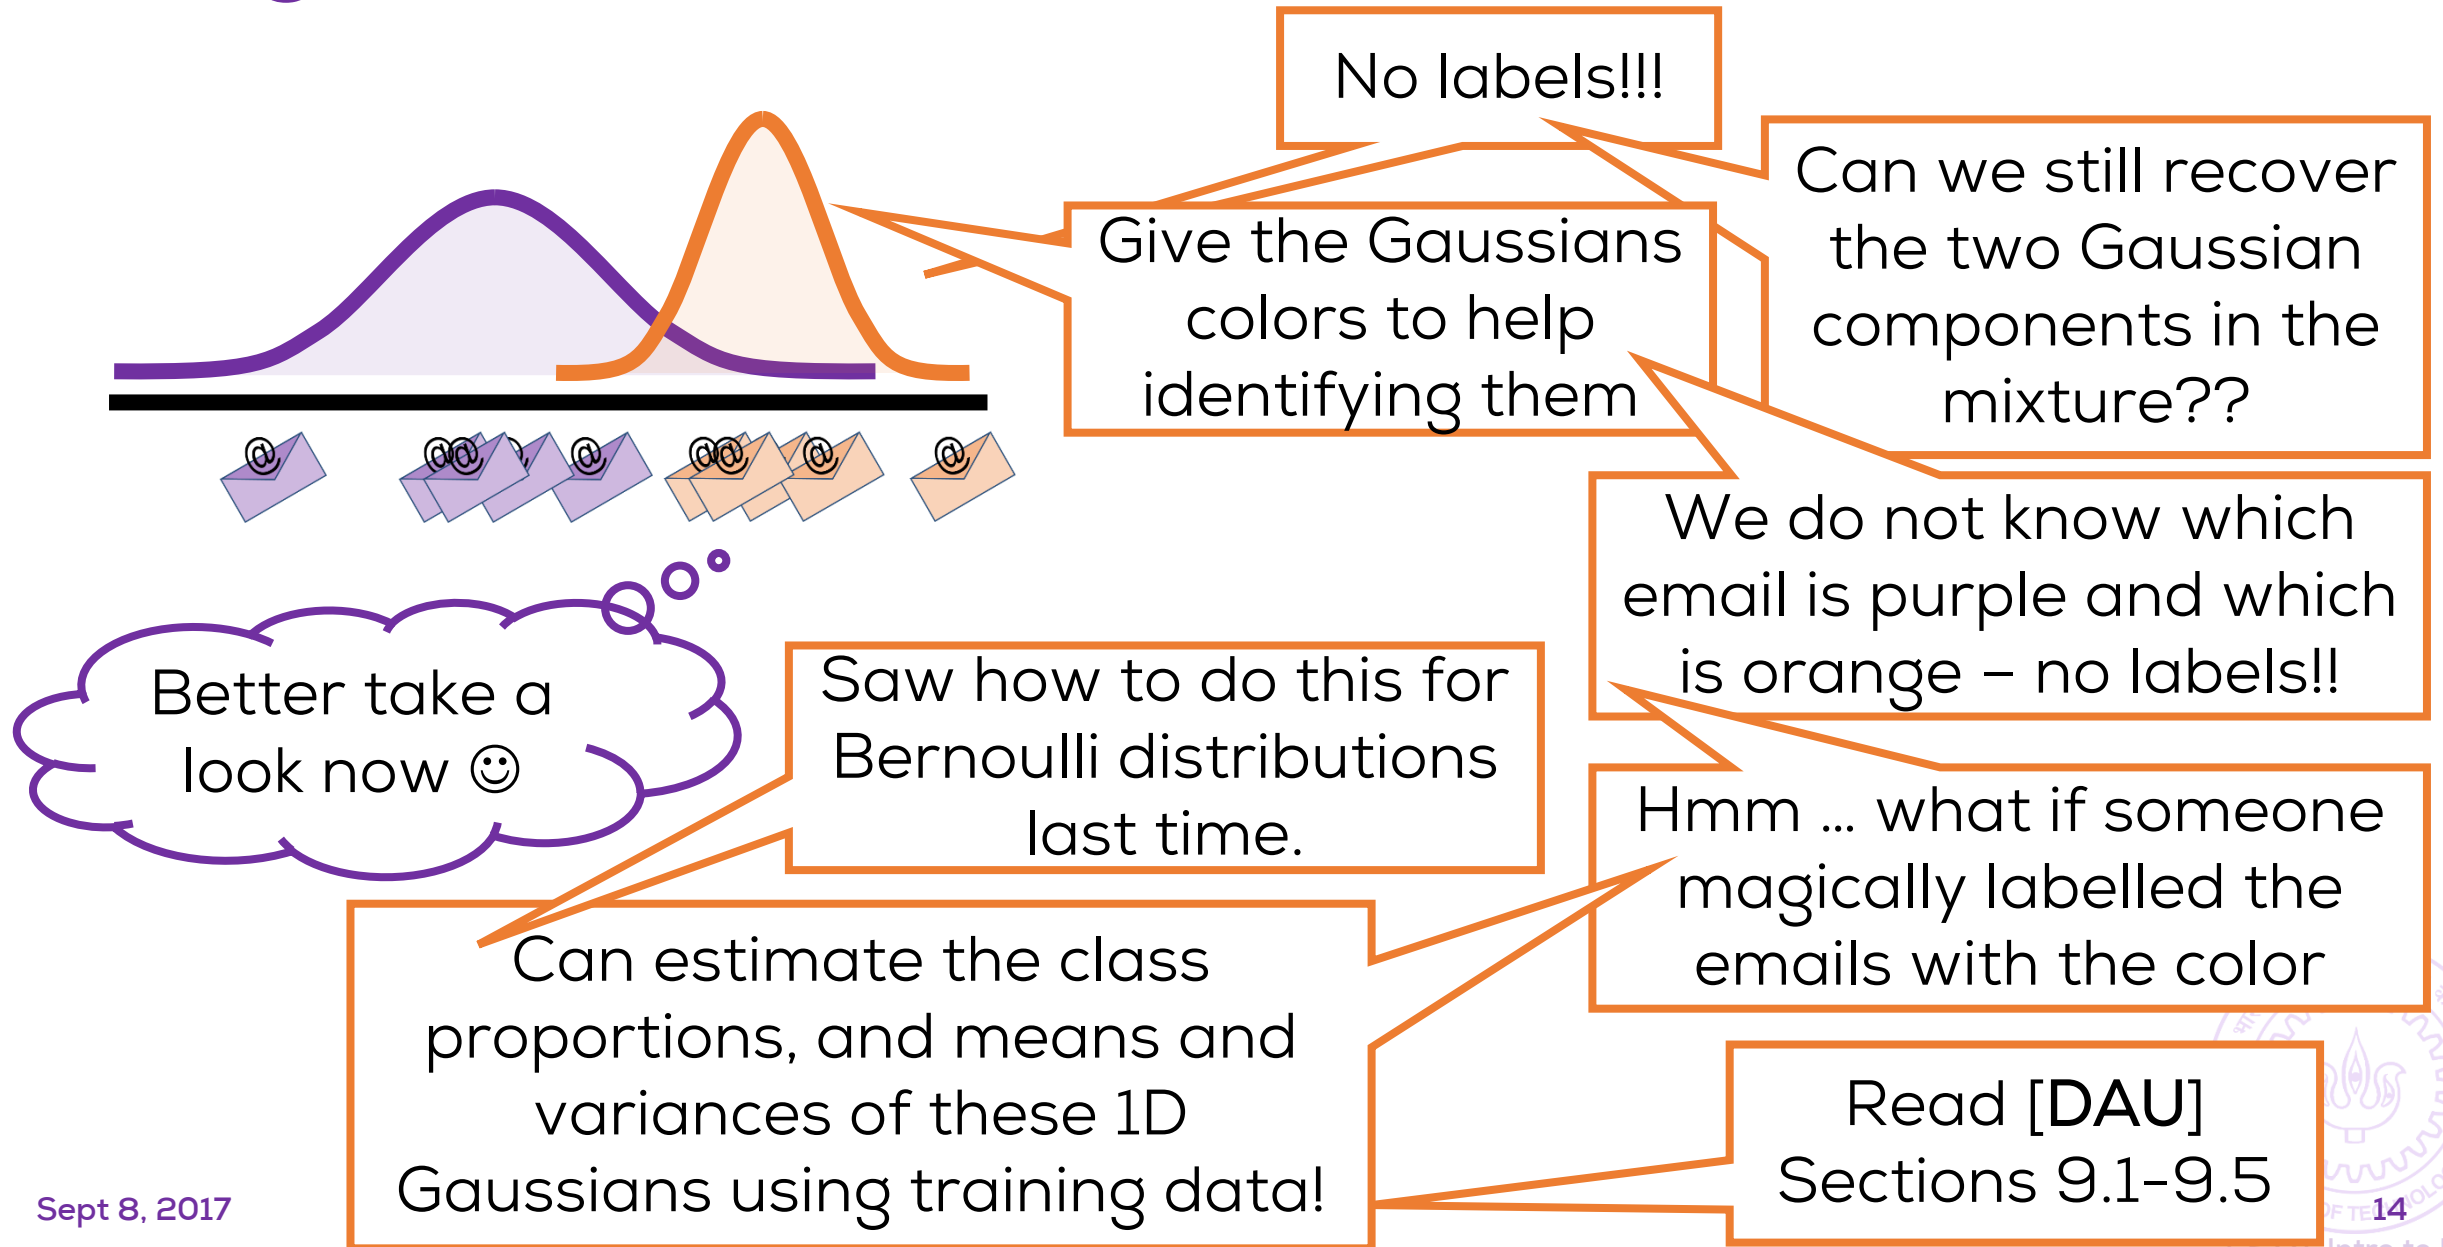 No labels!!!
Can we still recover
the two Gaussian
components in the
mixture??
Give the Gaussians
colors to help
identifying them
@ @@ @ @@ @ @
We do not know which
email is purple and which
is orange – no labels!!
Better take a
look now ☺
Saw how to do this for
Bernoulli distributions
last time.
Hmm … what if someone
magically labelled the
emails with the color
Can estimate the class
proportions, and means and
variances of these 1D
Gaussians using training data!
Read [DAU]
Sections 9.1-9.5
Sept 8, 2017
14
OF